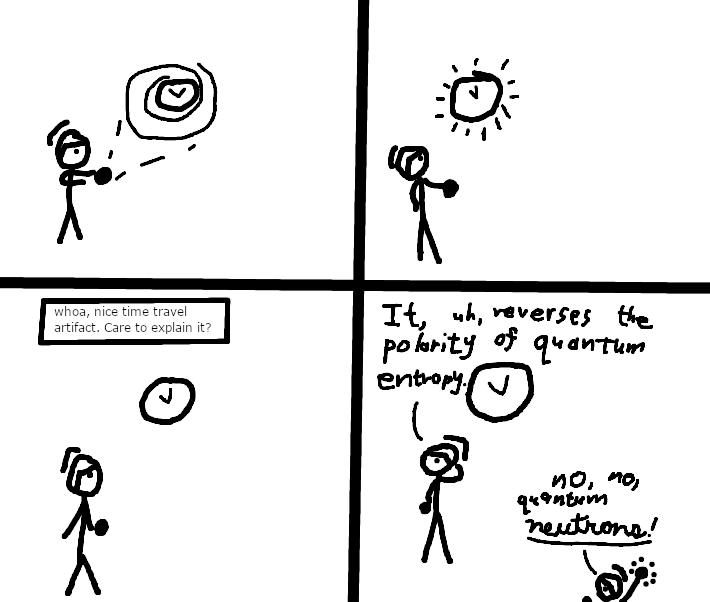 whoa, nice time travel
artifact. Care to explain it?
It, uh, reverses the
polarity of quantum
entropy.
no, no,
quantum
neutrons!